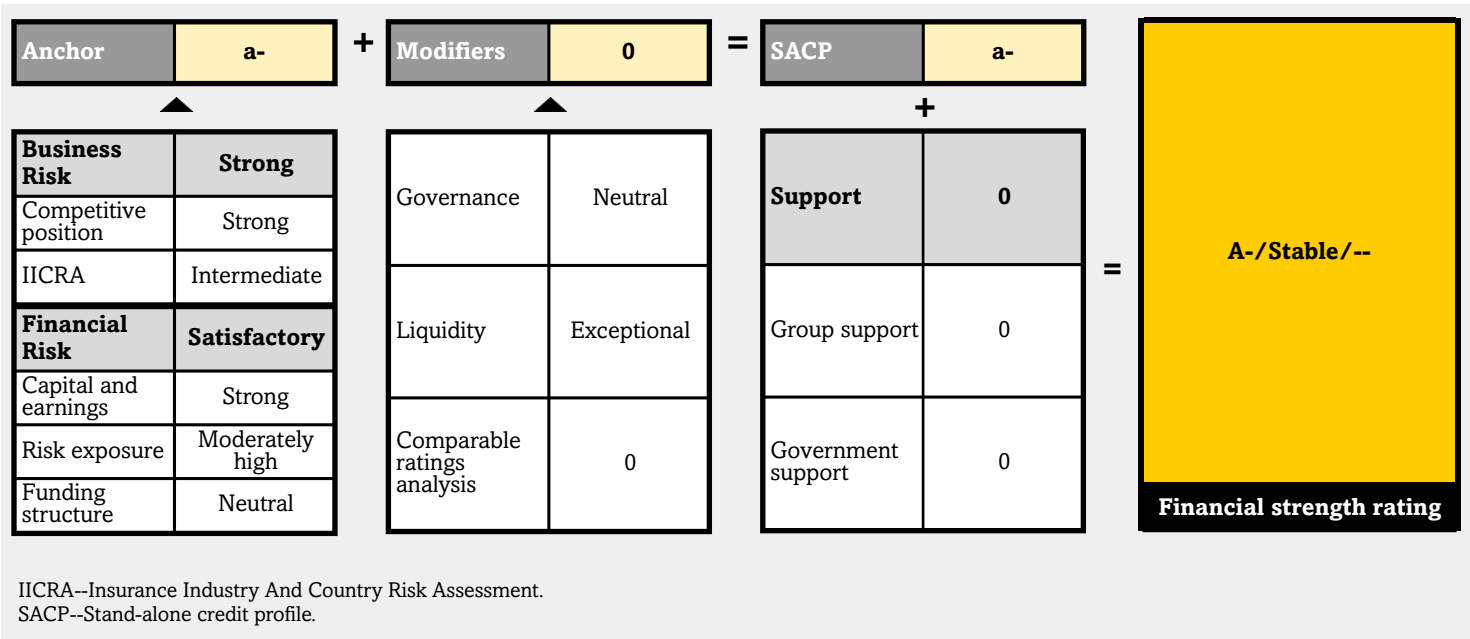 Anchor a- + Modifiers 0 = SACP a-
+
Business
Risk
Strong
Competitive
position
Strong
IICRA Intermediate
Financial
Risk
Satisfactory
Capital and
earnings
Strong
Risk exposure
Moderately
high
Funding
structure
Neutral
Governance Neutral
Liquidity Exceptional
Comparable
ratings
analysis
0
Support 0
Group support 0
Government
support
0
=
A-/Stable/--
Financial strength rating
IICRA--Insurance Industry And Country Risk Assessment.
SACP--Stand-alone credit profile.